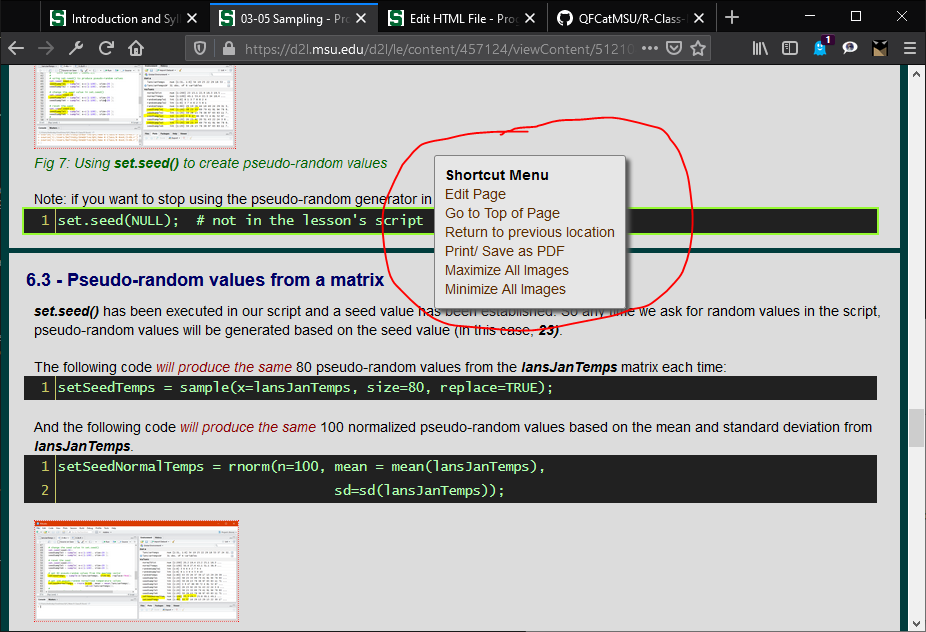 Introduction and Syl
03-05 Sampling - Pro
Edit HTML File - Prog
QFCatMSU/R-Class-
https://d2l.msu.edu/d2l/le/content/457124/viewContent/5121
1
Fig 7: Using set.seed() to create pseudo-random values
Note: if you want to stop using the pseudo-random generator in
1 set.seed(NULL);  # not in the lesson's script
Shortcut Menu
Edit Page
Go to Top of Page
Return to previous location
Print/ Save as PDF
Maximize All Images
Minimize All Images
6.3 - Pseudo-random values from a matrix
set.seed() has been executed in our script and a seed value has been established. So any time we ask for random values in the script,
pseudo-random values will be generated based on the seed value (in this case, 23).
The following code will produce the same 80 pseudo-random values from the lansJanTemps matrix each time:
1 setSeedTemps = sample(x=lansJanTemps, size=80, replace=TRUE);
And the following code will produce the same 100 normalized pseudo-random values based on the mean and standard deviation from
lansJanTemps.
1 setSeedNormalTemps = rnorm(n=100, mean = mean(lansJanTemps),
2 sd=sd(lansJanTemps));